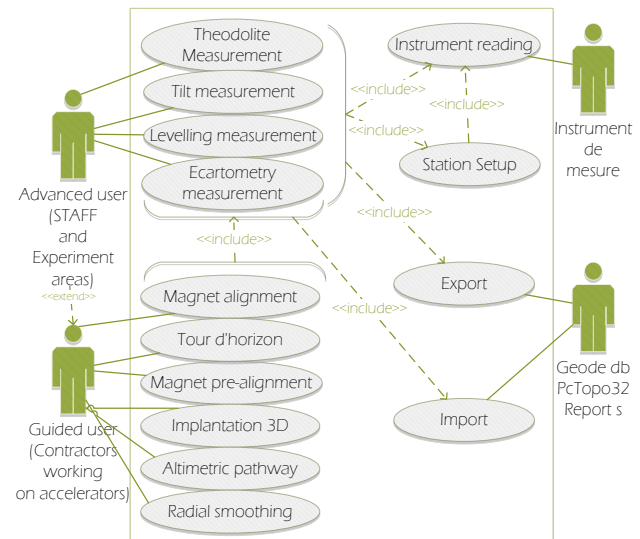 Theodolite
Measurement
Tilt measurement
Levelling measurement
Ecartometry
measurement
Instrument reading
<<include>>
<<include>>
<<include>>
Station Setup
Instrument
de
mesure
Advanced user
(STAFF
and
Experiment
areas)
<<extend>>
<<include>>
<<include>>
<<include>>
Magnet alignment
Tour d'horizon
Magnet pre-alignment
Implantation 3D
Altimetric pathway
Radial smoothing
Export
Import
Geode db
PcTopo32
Report s
Guided user
(Contractors
working
on accelerators)